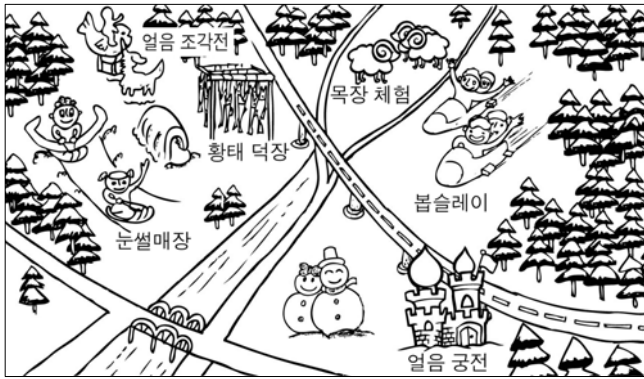 얼음 조각전
목장 체험
황태 덕장
봅슬레이
눈썰매장
얼음 궁전